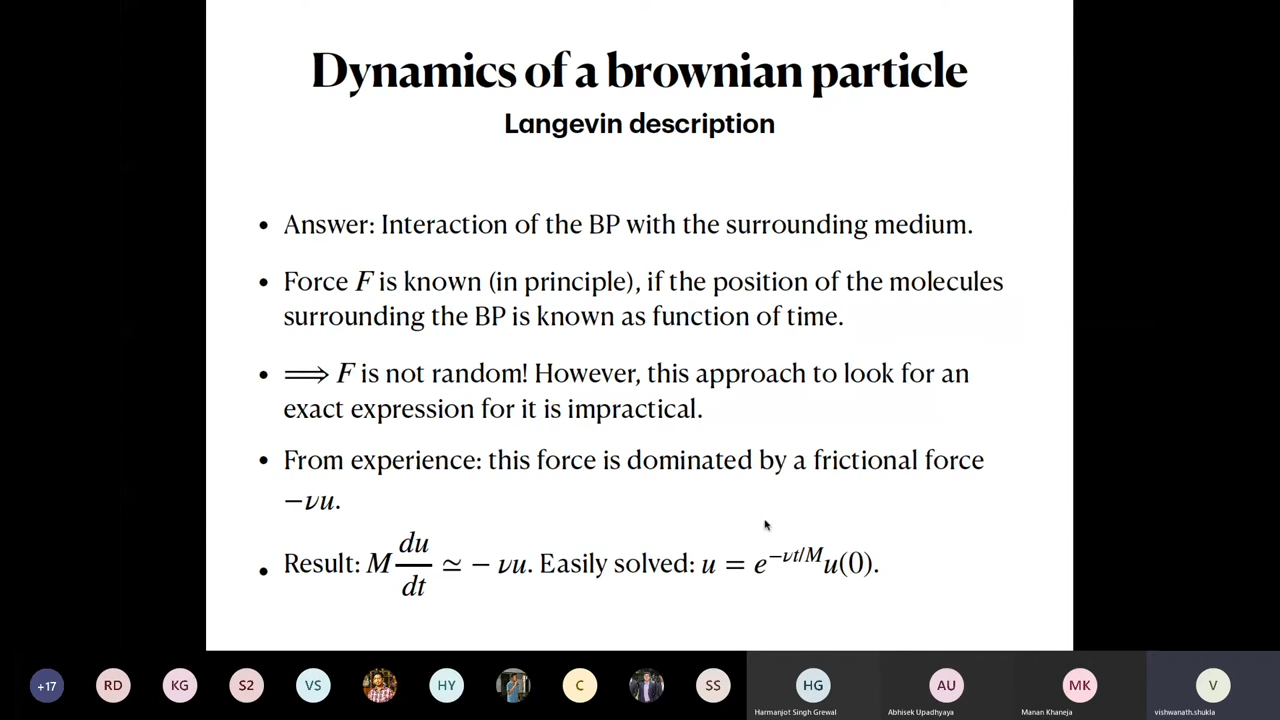 Dynamics of a brownian particle
Langevin description
• Answer: Interaction of the BP with the surrounding medium.
• Force F is known (in principle), if the position of the molecules
surrounding the BP is known as function of time.
• ⟹ F is not random! However, this approach to look for an
exact expression for it is impractical.
• From experience: this force is dominated by a frictional force
−νu.
• Result: M du/dt ≃ − νu. Easily solved: u = e^{−νt/M}u(0).
+17 RD KG S2 VS HY C SS HG AU MK V
Harmanjot Singh Grewal Abhisek Upadhyaya Manan Khaneja vishwanath.shukla